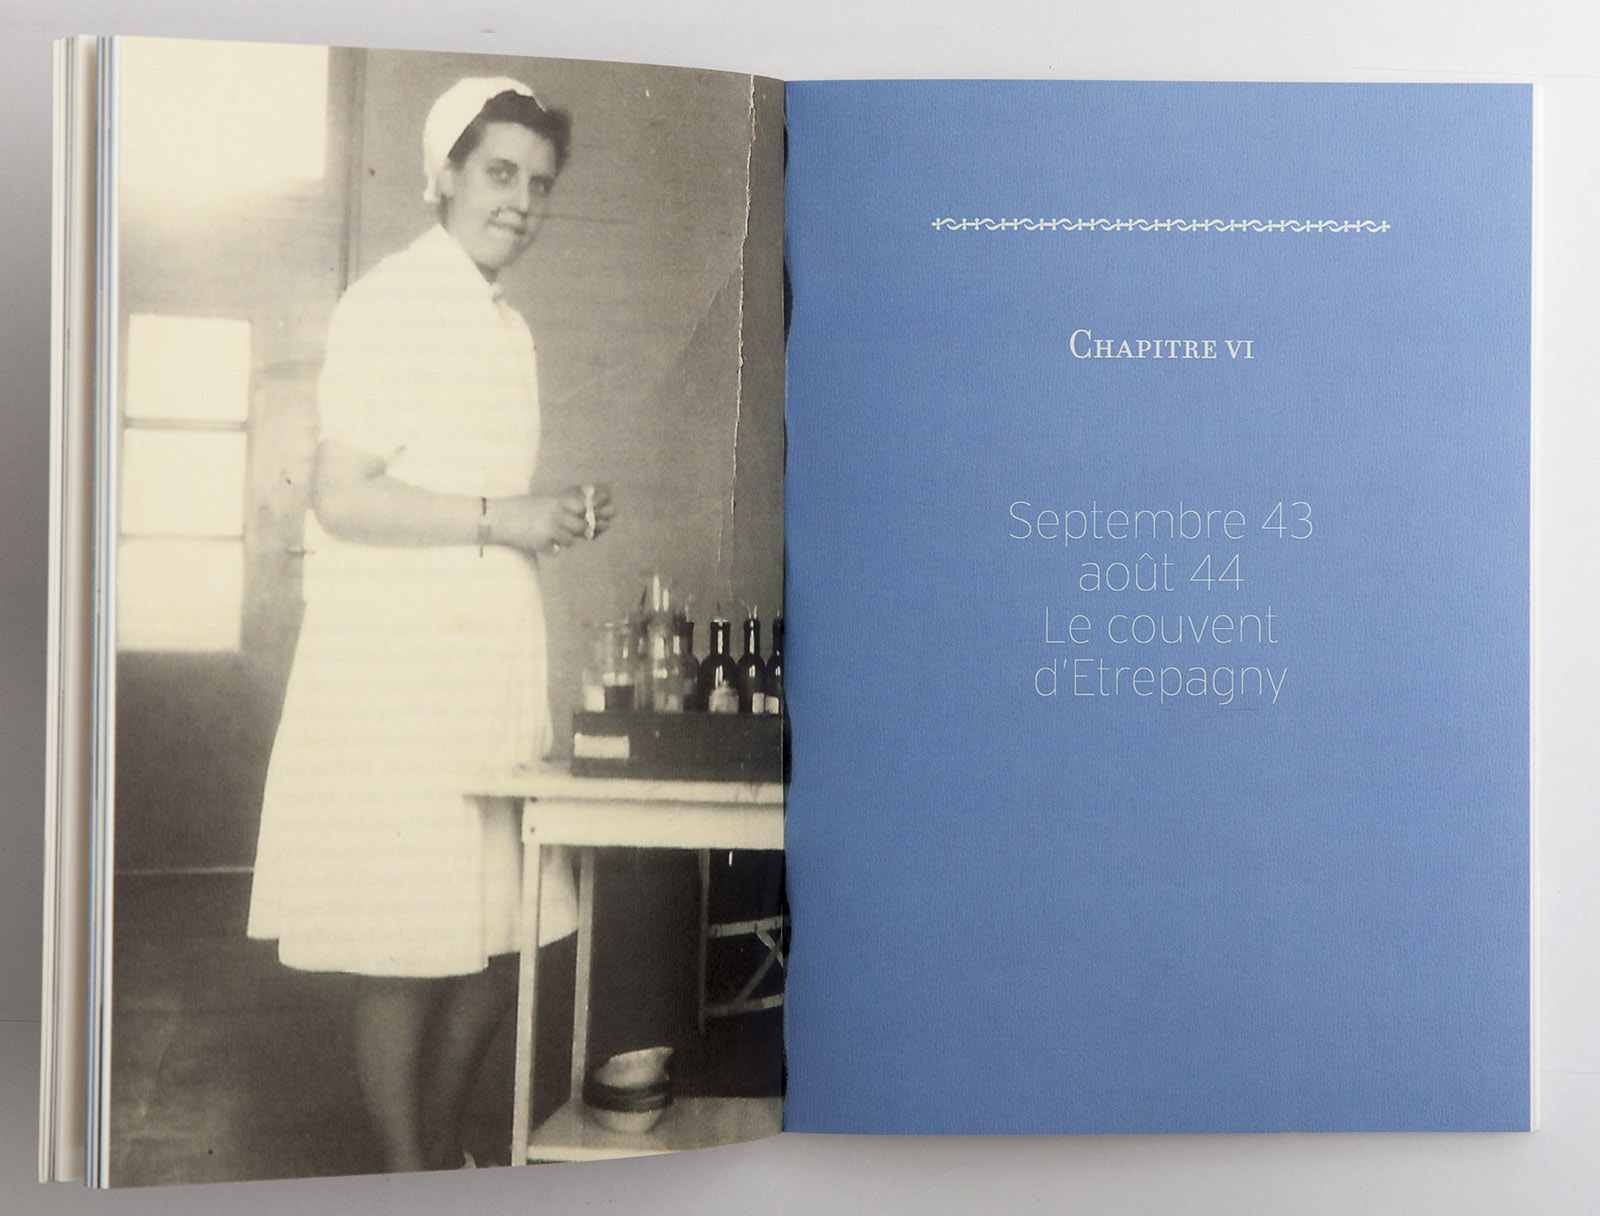 Chapitre VI
Septembre 43
août 44
Le couvent
d'Etrepagny